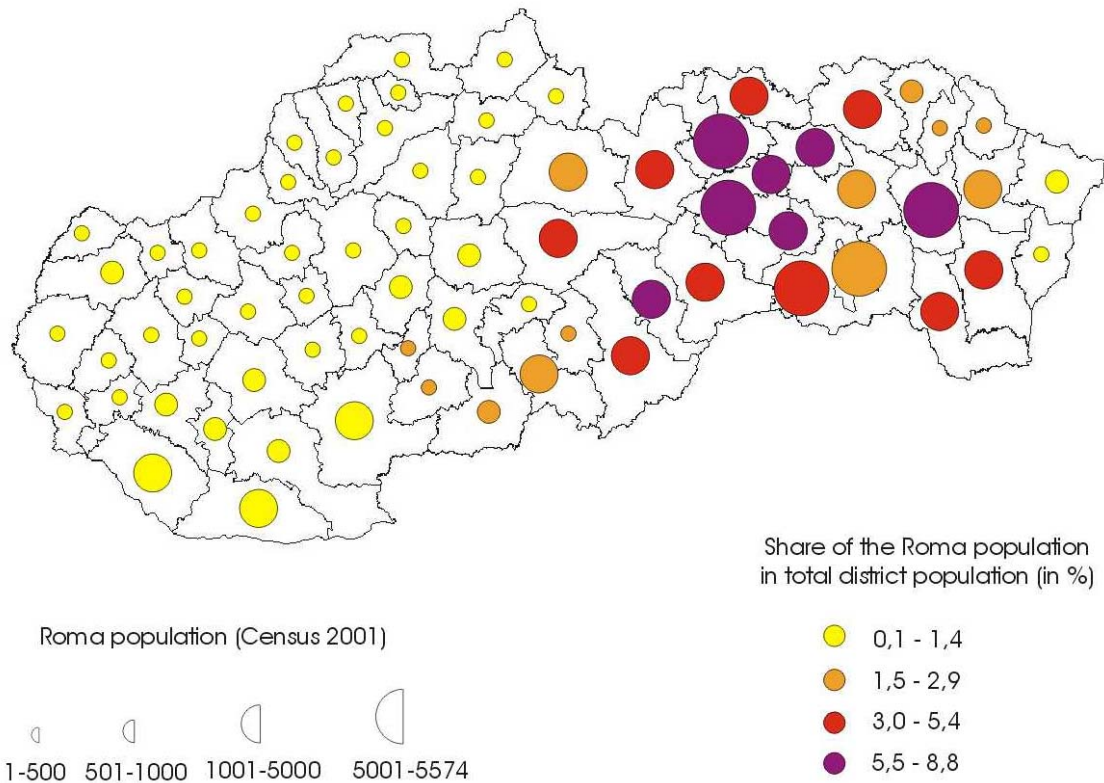 Share of the Roma population
in total district population (in %)
0,1 - 1,4
1,5 - 2,9
3,0 - 5,4
5,5 - 8,8
Roma population (Census 2001)
1-500 501-1000 1001-5000 5001-5574